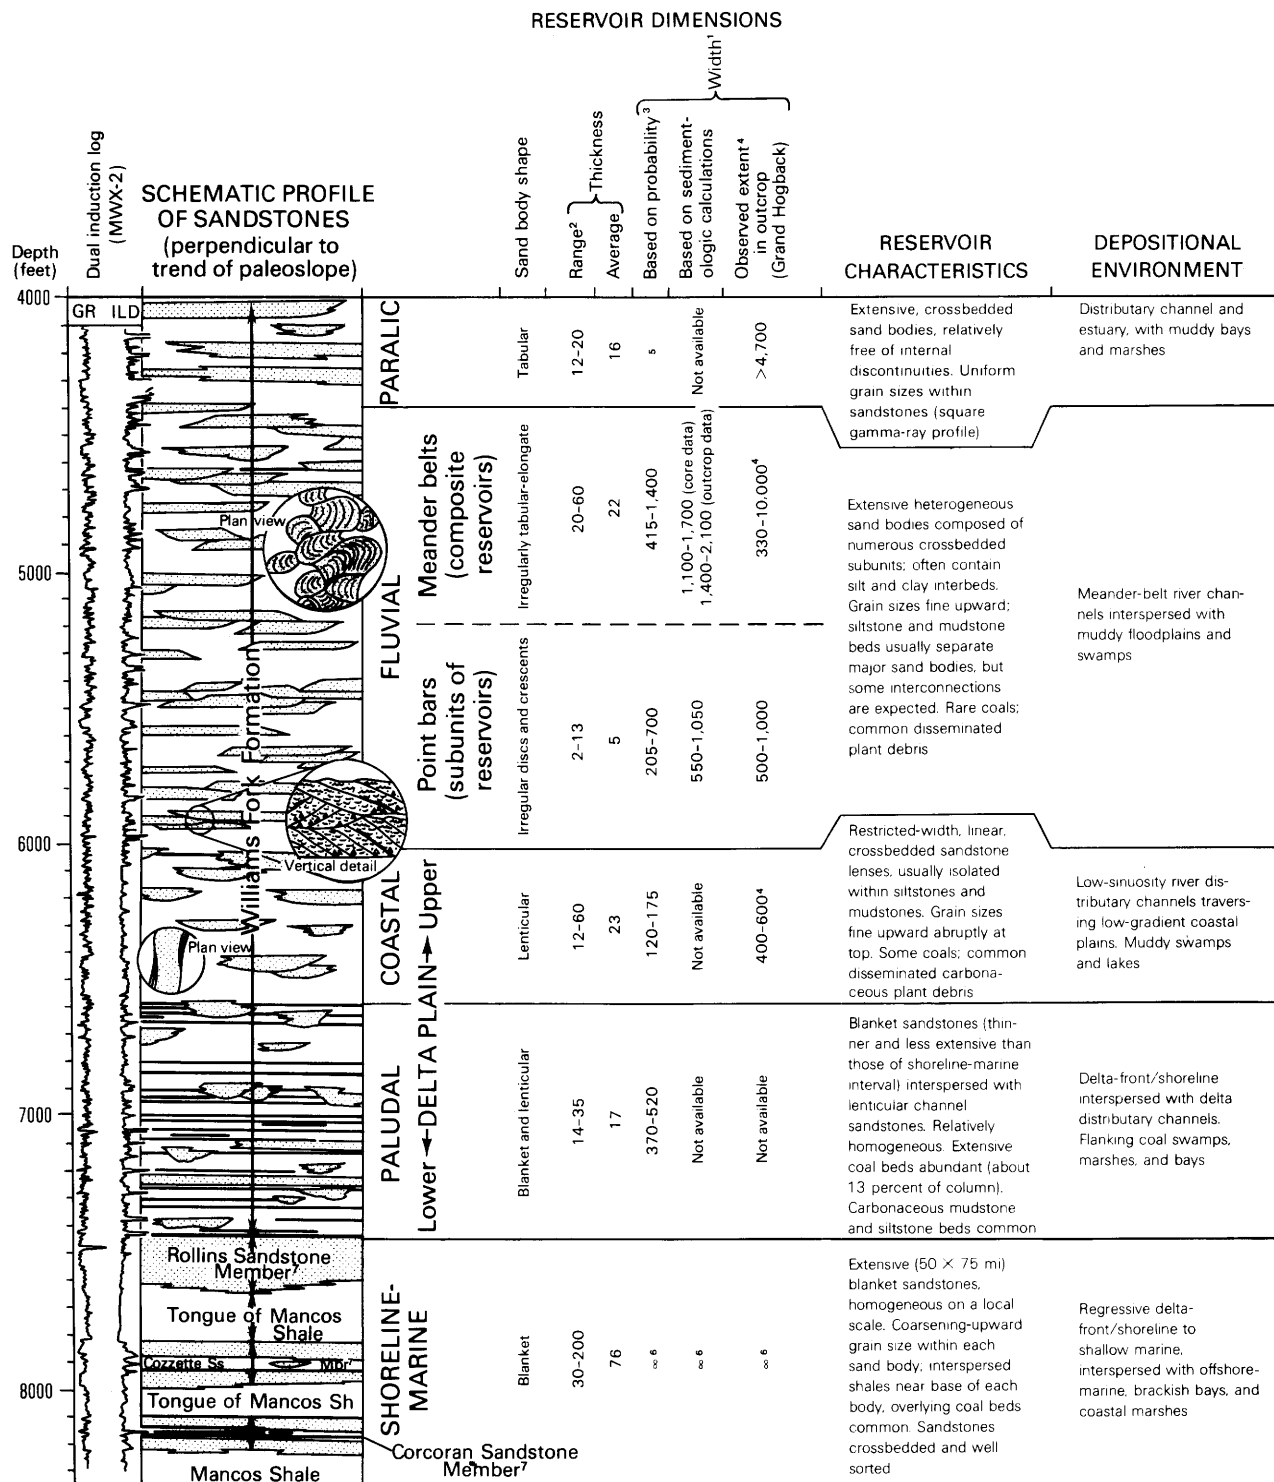 RESERVOIR DIMENSIONS
Width¹
Thickness
Depth
(feet)
Dual induction log
(MWX-2)
SCHEMATIC PROFILE
OF SANDSTONES
(perpendicular to
trend of paleoslope)
Sand body shape
Range²
Average
Based on probability³
Based on sediment-
ologic calculations
Observed extent⁴
in outcrop
(Grand Hogback)
RESERVOIR
CHARACTERISTICS
DEPOSITIONAL
ENVIRONMENT
4000
5000
6000
7000
8000
GR ILD
Plan view
Williams Fork Formation
Vertical detail
Plan view
Rollins Sandstone
Member⁷
Tongue of Mancos
Shale
Cozzette Ss Mbr⁷
Tongue of Mancos Sh
Corcoran Sandstone
Member⁷
Mancos Shale
PARALIC
Tabular
12-20
16
5
Not available
>4,700
Extensive, crossbedded
sand bodies, relatively
free of internal
discontinuities. Uniform
grain sizes within
sandstones (square
gamma-ray profile)
Distributary channel and
estuary, with muddy bays
and marshes
FLUVIAL
Meander belts
(composite
reservoirs)
Irregularly tabular-elongate
20-60
22
415-1,400
1,100-1,700 (core data)
1,400-2,100 (outcrop data)
330-10.000⁴
Point bars
(subunits of
reservoirs)
Irregular discs and crescents
2-13
5
205-700
550-1,050
500-1,000
Extensive heterogeneous
sand bodies composed of
numerous crossbedded
subunits; often contain
silt and clay interbeds.
Grain sizes fine upward;
siltstone and mudstone
beds usually separate
major sand bodies, but
some interconnections
are expected. Rare coals;
common disseminated
plant debris
Meander-belt river chan-
nels interspersed with
muddy floodplains and
swamps
COASTAL
Lower ← DELTA PLAIN → Upper
Lenticular
12-60
23
120-175
Not available
400-600⁴
Restricted-width, linear,
crossbedded sandstone
lenses, usually isolated
within siltstones and
mudstones. Grain sizes
fine upward abruptly at
top. Some coals; common
disseminated carbona-
ceous plant debris
Low-sinuosity river dis-
tributary channels travers-
ing low-gradient coastal
plains. Muddy swamps
and lakes
PALUDAL
Blanket and lenticular
14-35
17
370-520
Not available
Not available
Blanket sandstones (thin-
ner and less extensive than
those of shoreline-marine
interval) interspersed with
lenticular channel
sandstones. Relatively
homogeneous. Extensive
coal beds abundant (about
13 percent of column).
Carbonaceous mudstone
and siltstone beds common
Delta-front/shoreline
interspersed with delta
distributary channels.
Flanking coal swamps,
marshes, and bays
SHORELINE-
MARINE
Blanket
30-200
76
∞⁶
∞⁶
∞⁶
Extensive (50 × 75 mi)
blanket sandstones,
homogeneous on a local
scale. Coarsening-upward
grain size within each
sand body; interspersed
shales near base of each
body, overlying coal beds
common. Sandstones
crossbedded and well
sorted
Regressive delta-
front/shoreline to
shallow marine,
interspersed with offshore-
marine, brackish bays, and
coastal marshes